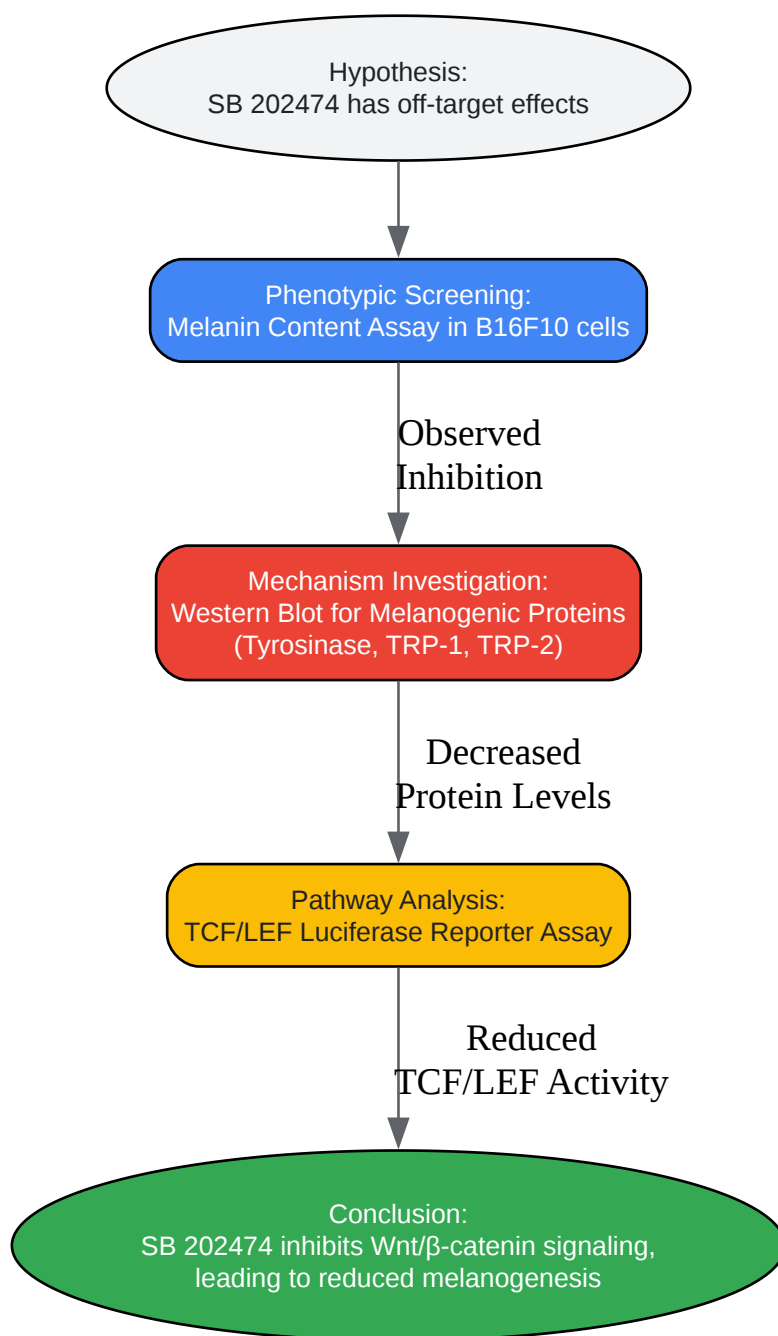 Hypothesis:
SB 202474 has off-target effects
Phenotypic Screening:
Melanin Content Assay in B16F10 cells
Observed
Inhibition
Mechanism Investigation:
Western Blot for Melanogenic Proteins
(Tyrosinase, TRP-1, TRP-2)
Decreased
Protein Levels
Pathway Analysis:
TCF/LEF Luciferase Reporter Assay
Reduced
TCF/LEF Activity
Conclusion:
SB 202474 inhibits Wnt/β-catenin signaling,
leading to reduced melanogenesis